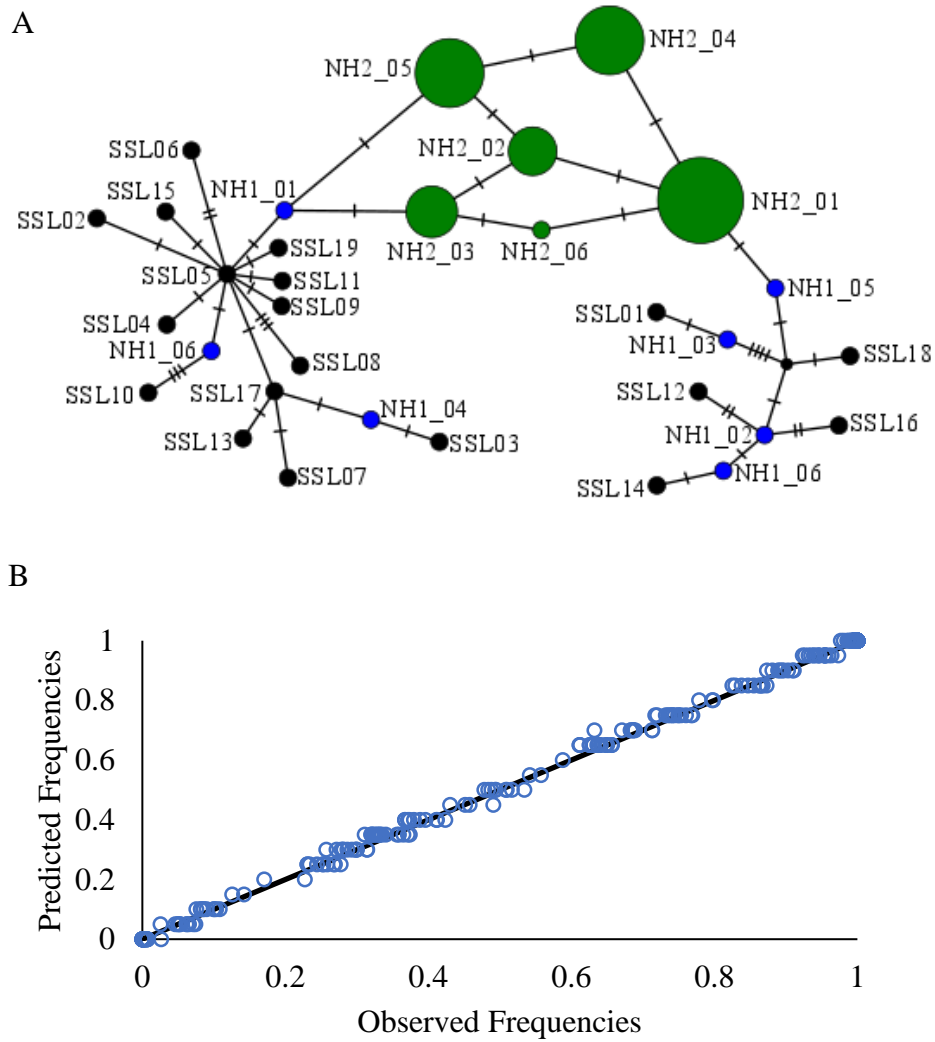 A
NH2_04
NH2_05
SSL06
NH2_02
SSL15
NH1_01
SSL02
NH2_01
SSL19
NH2_03
NH2_06
SSL05
SSL11
NH1_05
SSL09
SSL01
SSL04
NH1_03
NH1_06
SSL18
SSL08
SSL10
SSL17
SSL12
NH1_04
SSL16
SSL13
SSL03
NH1_02
SSL07
NH1_06
SSL14
B
Predicted Frequencies
1
0.8
0.6
0.4
0.2
0
0 0.2 0.4 0.6 0.8 1
Observed Frequencies